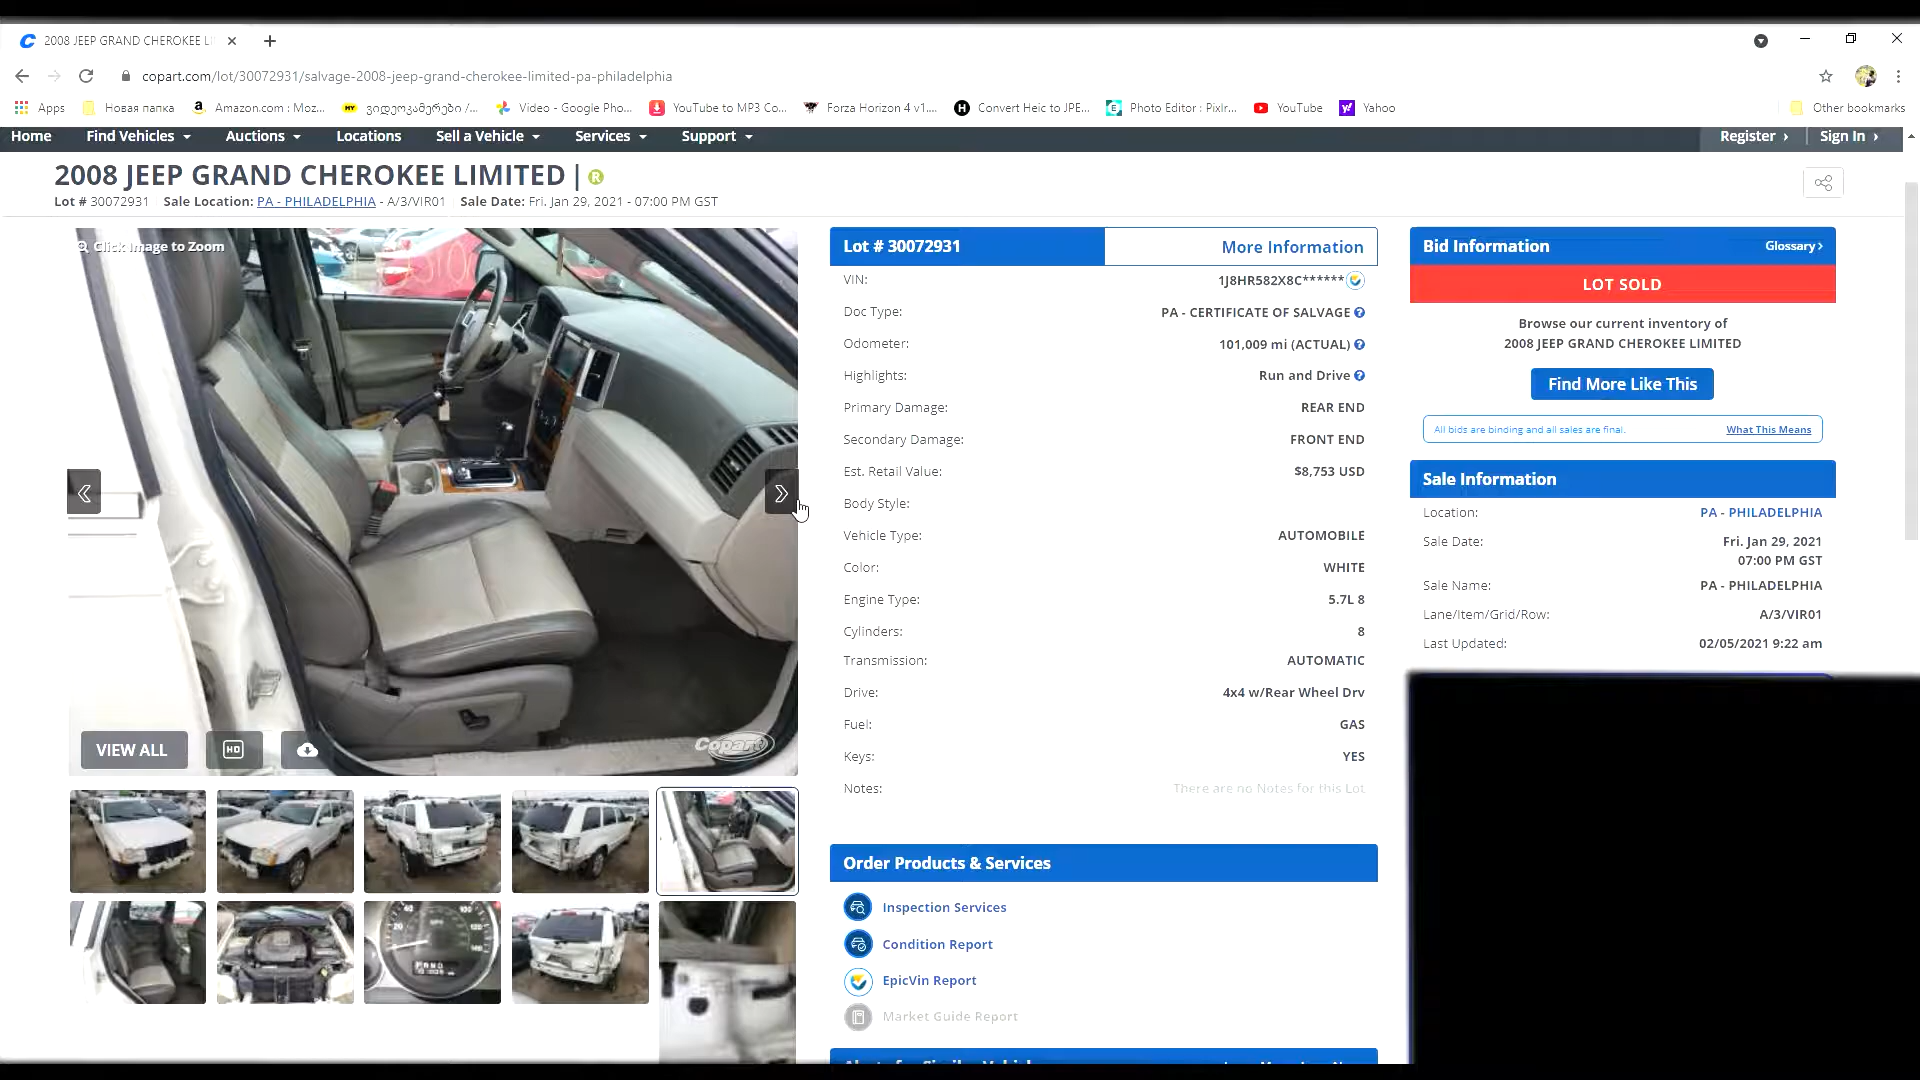 2008 JEEP GRAND CHEROKEE LI
copart.com/lot/30072931/salvage-2008-jeep-grand-cherokee-limited-pa-philadelphia
Apps Новая папка Amazon.com : Moz... ვიდეოკამერები /... Video - Google Pho... YouTube to MP3 Co... Forza Horizon 4 v1.... Convert Heic to JPE... Photo Editor : Pixlr... YouTube Yahoo Other bookmarks
Home Find Vehicles Auctions Locations Sell a Vehicle Services Support Register Sign In
2008 JEEP GRAND CHEROKEE LIMITED | R
Lot # 30072931 Sale Location: PA - PHILADELPHIA - A/3/VIR01 Sale Date: Fri. Jan 29, 2021 - 07:00 PM GST
Click Image to Zoom
VIEW ALL HD
Copart
Lot # 30072931 More Information
VIN: 1J8HR582X8C******
Doc Type: PA - CERTIFICATE OF SALVAGE
Odometer: 101,009 mi (ACTUAL)
Highlights: Run and Drive
Primary Damage: REAR END
Secondary Damage: FRONT END
Est. Retail Value: $8,753 USD
Body Style:
Vehicle Type: AUTOMOBILE
Color: WHITE
Engine Type: 5.7L 8
Cylinders: 8
Transmission: AUTOMATIC
Drive: 4x4 w/Rear Wheel Drv
Fuel: GAS
Keys: YES
Notes: There are no Notes for this Lot
Order Products & Services
Inspection Services
Condition Report
EpicVin Report
Market Guide Report
Bid Information Glossary
LOT SOLD
Browse our current inventory of
2008 JEEP GRAND CHEROKEE LIMITED
Find More Like This
All bids are binding and all sales are final. What This Means
Sale Information
Location: PA - PHILADELPHIA
Sale Date: Fri. Jan 29, 2021
07:00 PM GST
Sale Name: PA - PHILADELPHIA
Lane/Item/Grid/Row: A/3/VIR01
Last Updated: 02/05/2021 9:22 am